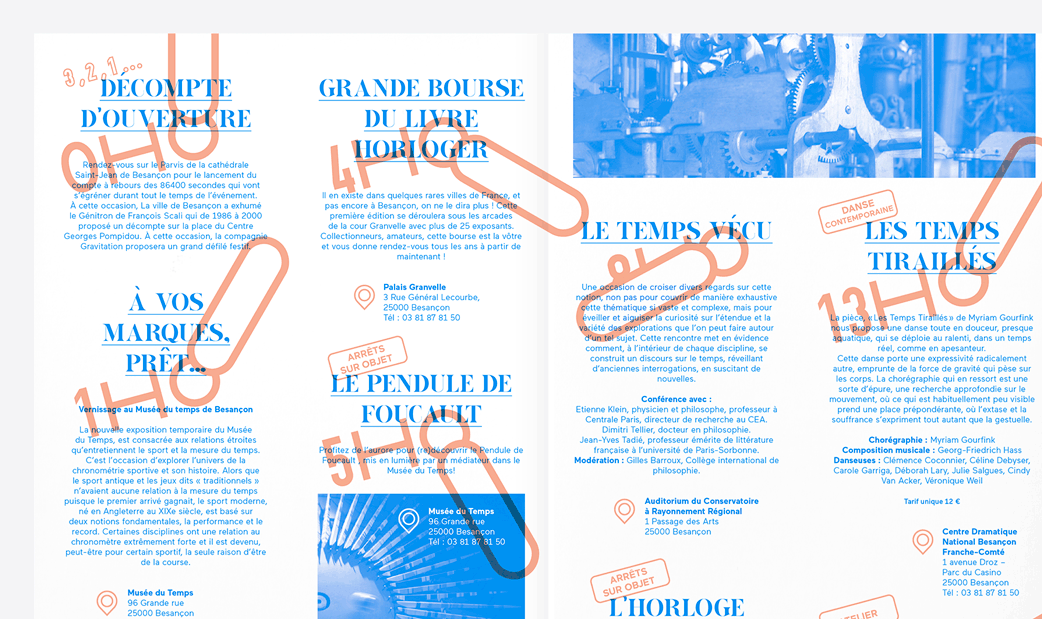 3,2,1...
DÉCOMPTE
D'OUVERTURE
0H
Rendez-vous sur le Parvis de la cathédrale
Saint-Jean de Besançon pour le lancement du
compte à rebours des 86400 secondes qui vont
s'égréner durant tout le temps de l'événement.
À cette occasion, La ville de Besançon a exhumé
le Génitron de François Scali qui de 1986 à 2000
proposé un décompte sur la place du Centre
Georges Pompidou. À cette occasion, la compagnie
Gravitation proposera un grand défilé festif.
À VOS
MARQUES,
PRÊT...
1H
Vernissage au Musée du temps de Besançon
La nouvelle exposition temporaire du Musée
du Temps, est consacrée aux relations étroites
qu'entretiennent le sport et la mesure du temps.
C'est l'occasion d'explorer l'univers de la
chronométrie sportive et son histoire. Alors que
le sport antique et les jeux dits « traditionnels »
n'avaient aucune relation à la mesure du temps
puisque le premier arrivé gagnait, le sport moderne,
né en Angleterre au XIXe siècle, est basé sur
deux notions fondamentales, la performance et le
record. Certaines disciplines ont une relation au
chronomètre extrêmement forte et il est devenu,
peut-être pour certain sportif, la seule raison d'être
de la course.
Musée du Temps
96 Grande rue
25000 Besançon
GRANDE BOURSE
DU LIVRE
HORLOGER
4H
Il en existe dans quelques rares villes de France, et
pas encore à Besançon, on ne le dira plus ! Cette
première édition se déroulera sous les arcades
de la cour Granvelle avec plus de 25 exposants.
Collectionneurs, amateurs, cette bourse est la vôtre
et vous donne rendez-vous tous les ans à partir de
maintenant !
Palais Granvelle
3 Rue Général Lecourbe,
25000 Besançon
Tél : 03 81 87 81 50
ARRÊTS
SUR OBJET
LE PENDULE DE
FOUCAULT
5H
Profitez de l'eurore pour (re)découvrir le Pendule de
Foucault , mis en lumière par un médiateur dans le
Musée du Temps!
Musée du Temps
96 Grande rue
25000 Besançon
Tél : 03 81 87 81 50
LE TEMPS VÉCU
Une occasion de croiser divers regards sur cette
notion, non pas pour couvrir de manière exhaustive
cette thématique si vaste et complexe, mais pour
éveiller et aiguiser la curiosité sur l'étendue et la
variété des explorations que l'on peut faire autour
d'un tel sujet. Cette rencontre met en évidence
comment, à l'intérieur de chaque discipline, se
construit un discours sur le temps, réveillant
d'anciennes interrogations, en suscitant de
nouvelles.
Conférence avec :
Etienne Klein, physicien et philosophe, professeur à
Centrale Paris, directeur de recherche au CEA.
Dimitri Tellier, docteur en philosophie.
Jean-Yves Tadié, professeur émérite de littérature
française à l'université de Paris-Sorbonne.
Modération : Gilles Barroux, Collège international de
philosophie.
Auditorium du Conservatoire
à Rayonnement Régional
1 Passage des Arts
25000 Besançon
ARRÊTS
SUR OBJET
L'HORLOGE
DANSE
CONTEMPORAINE
LES TEMPS
TIRAILLÉS
13H
La pièce, « Les Temps Tiraillés » de Myriam Gourfink
nous propose une danse toute en douceur, presque
aquatique, qui se déploie au ralenti, dans un temps
réel, comme en apesanteur.
Cette danse porte une expressivité radicalement
autre, emprunte de la force de gravité qui pèse sur
les corps. La chorégraphie qui en ressort est une
sorte d'épure, une recherche approfondie sur le
mouvement, où ce qui est habituellement peu visible
prend une place prépondérante, où l'extase et la
souffrance s'expriment tout autant que la gestuelle.
Chorégraphie : Myriam Gourfink
Composition musicale : Georg-Friedrich Hass
Danseuses : Clémence Coconnier, Céline Debyser,
Carole Garriga, Déborah Lary, Julie Salgues, Cindy
Van Acker, Véronique Weil
Tarif unique 12 €
Centre Dramatique
National Besançon
Franche-Comté
1 avenue Droz –
Parc du Casino
25000 Besançon
Tél : 03 81 87 81 50
ATELIER